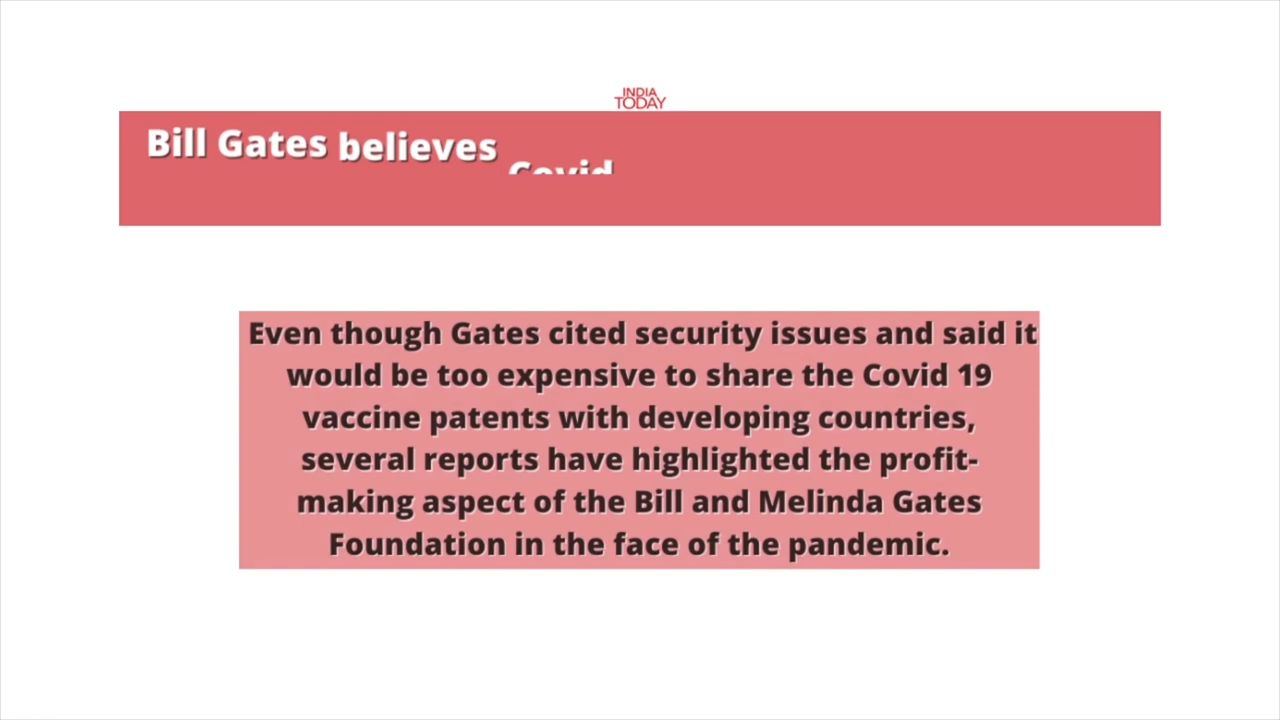 INDIA
TODAY
Bill Gates believes Covid
Even though Gates cited security issues and said it
would be too expensive to share the Covid 19
vaccine patents with developing countries,
several reports have highlighted the profit-
making aspect of the Bill and Melinda Gates
Foundation in the face of the pandemic.